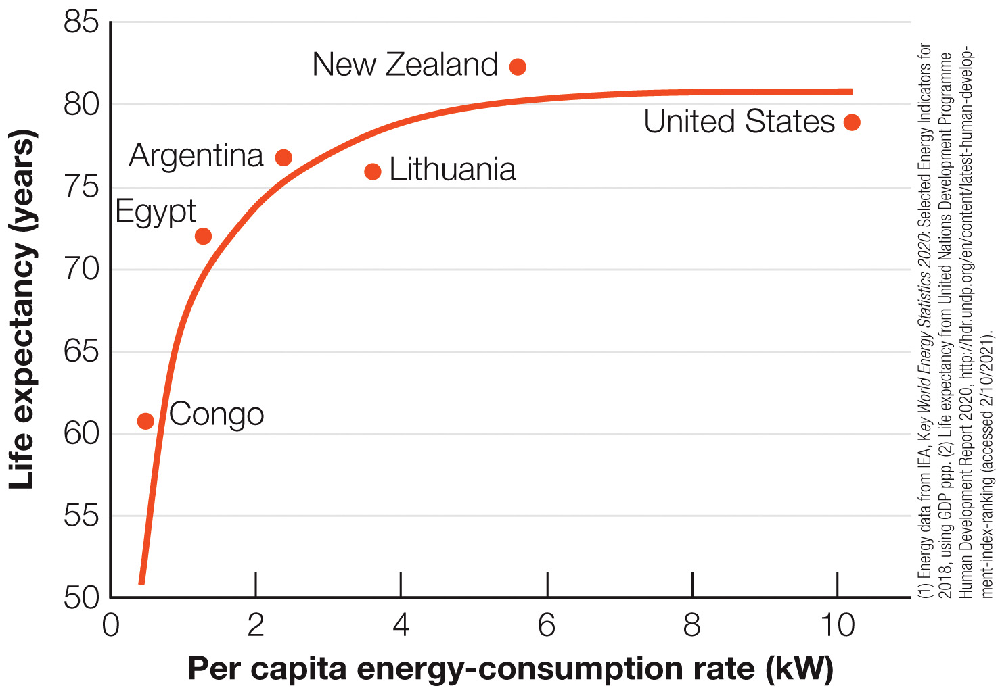 85
80
75
70
65
60
55
50
Life expectancy (years)
New Zealand
United States
Argentina
Lithuania
Egypt
Congo
0 2 4 6 8 10
Per capita energy-consumption rate (kW)
(1) Energy data from IEA, Key World Energy Statistics 2020: Selected Energy Indicators for
2018, using GDP ppp. (2) Life expectancy from United Nations Development Programme
Human Development Report 2020, http://hdr.undp.org/en/content/latest-human-develop-
ment-index-ranking (accessed 2/10/2021).